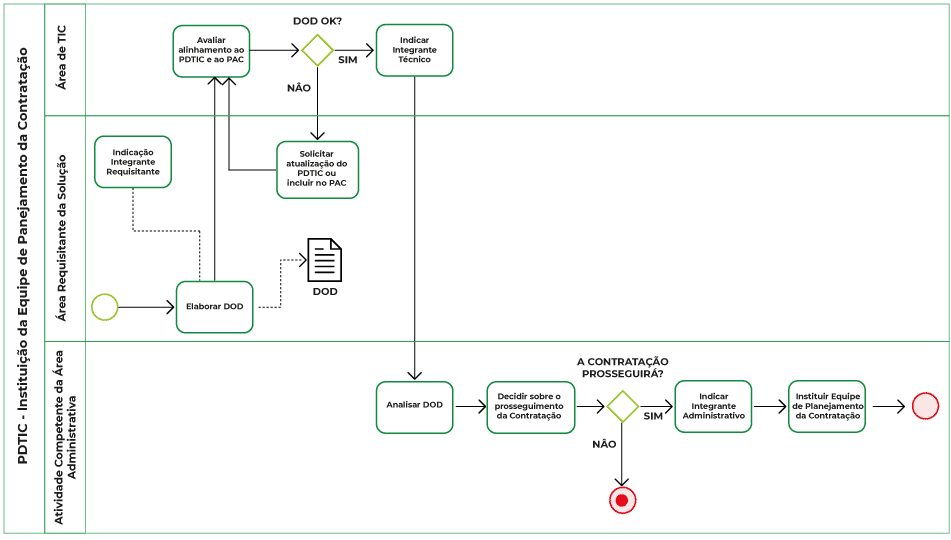 PDTIC - Instituição da Equipe de Panejamento da Contratação
Área de TIC
Avaliar
alinhamento ao
PDTIC e ao PAC
DOD OK?
SIM
NÂO
Indicar
Integrante
Técnico
Área Requisitante da Solução
Indicação
Integrante
Requisitante
Solicitar
atualização do
PDTIC ou
incluir no PAC
DOD
Elaborar DOD
Atividade Competente da Área
Administrativa
Analisar DOD
Decidir sobre o
prosseguimento
da Contratação
A CONTRATAÇÃO
PROSSEGUIRÁ?
SIM
NÂO
Indicar
Integrante
Administrativo
Instituir Equipe
de Planejamento
da Contratação